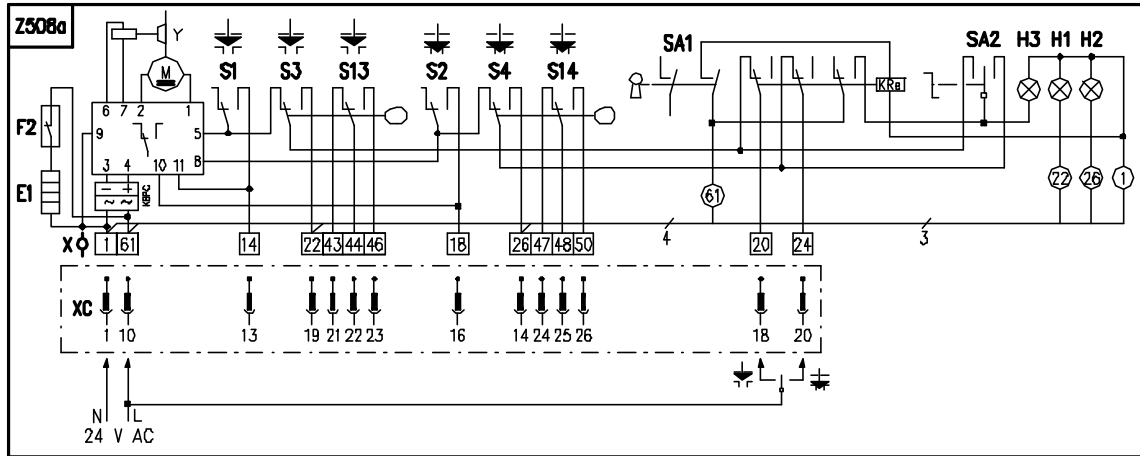 Z508a
Y
M
S1 S3 S13 S2 S4 S14 SA1 SA2 H3 H1 H2
KRa
6 7 2 1
F2
9 5
8
3 4 10 11
E1
KBPC
61 22 26 1
X 1 61 14 22 43 44 46 18 26 47 48 50 4 20 24 3
XC
1 10 13 19 21 22 23 16 14 24 25 26 18 20
N L
24 V AC